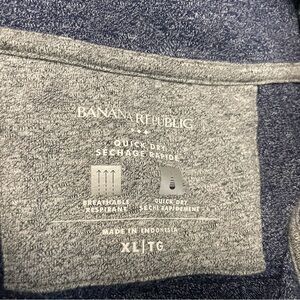 BANANA REPUBLIC
QUICK DRY
SÉCHAGE RAPIDE
BREATHABLE
RESPIRANT
QUICK DRY
SÈCHE RAPIDEMENT
MADE IN INDONESIA
XL|TG